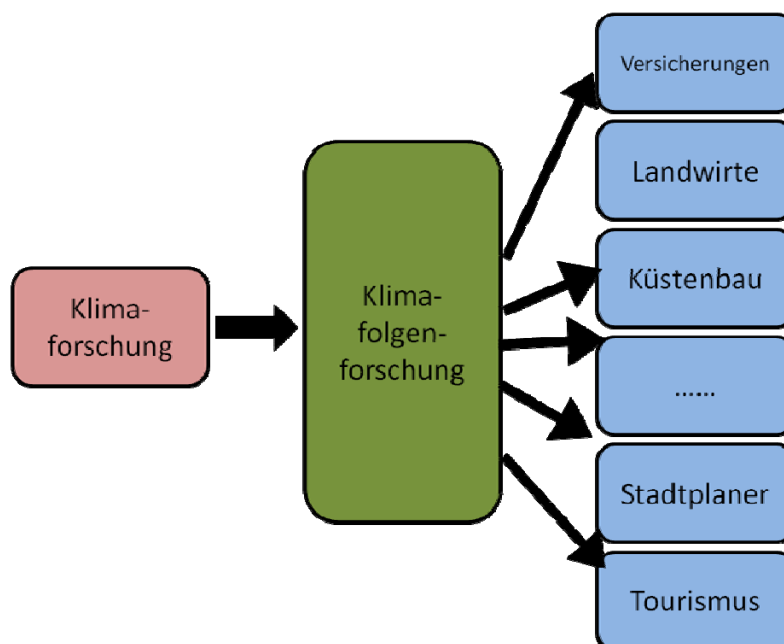 Klima-
forschung
Klima-
folgen-
forschung
Versicherungen
Landwirte
Küstenbau
......
Stadtplaner
Tourismus